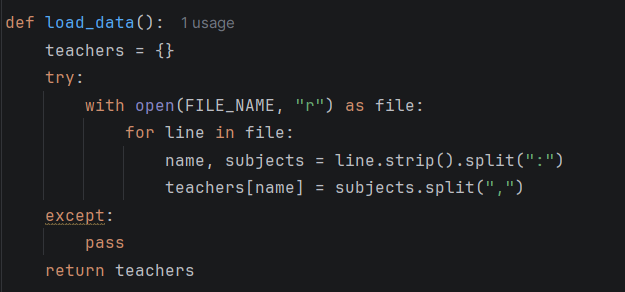 def load_data():  1 usage
    teachers = {}
    try:
        with open(FILE_NAME, "r") as file:
            for line in file:
                name, subjects = line.strip().split(":")
                teachers[name] = subjects.split(",")
    except:
        pass
    return teachers